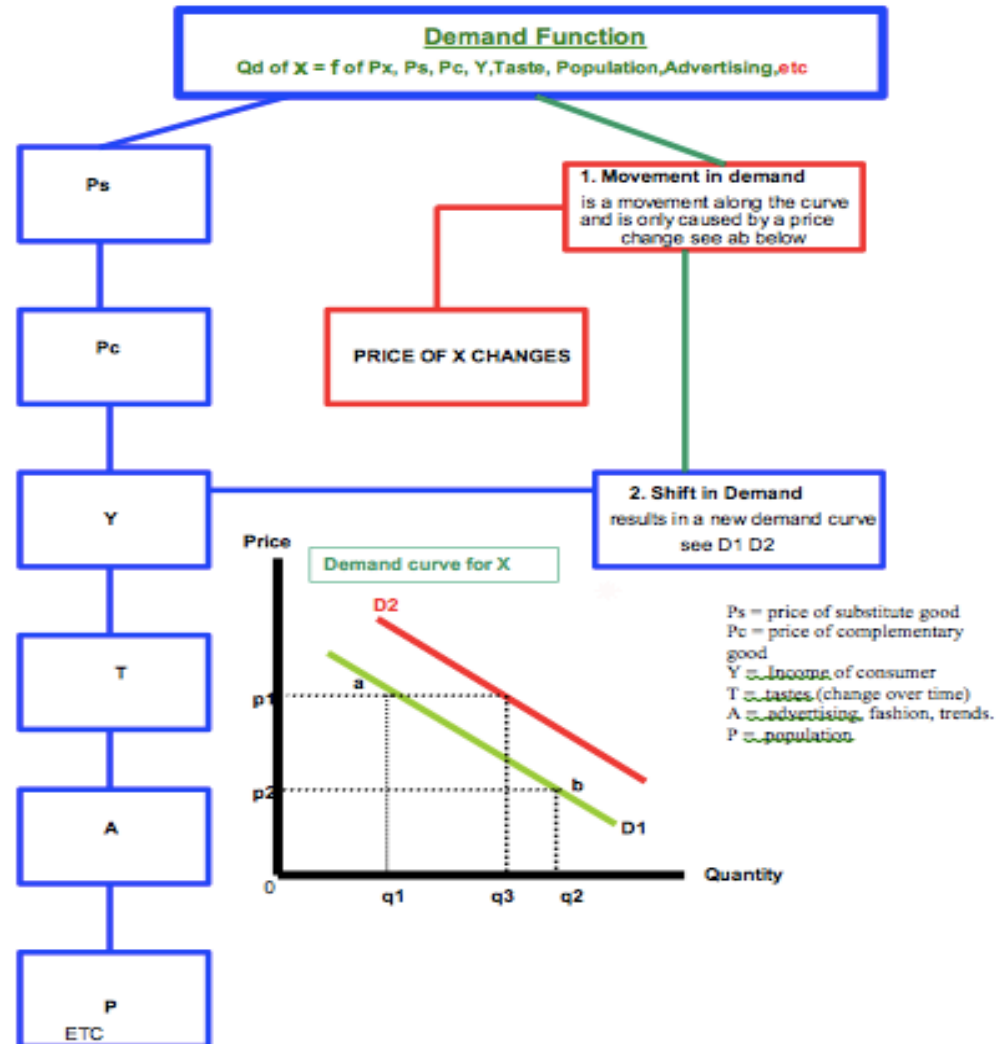 Demand Function
Qd of x = f of Px, Ps, Pc, Y,Taste, Population,Advertising,etc
Ps
1. Movement in demand
is a movement along the curve
and is only caused by a price
change see ab below
Pc
PRICE OF X CHANGES
Y
2. Shift in Demand
results in a new demand curve
see D1 D2
Price
Demand curve for X
D2
Ps = price of substitute good
Pc = price of complementary
good
Y = Income of consumer
T = tastes (change over time)
A = advertising, fashion, trends.
P = population
T
a
p1
p2
b
A
D1
0
Quantity
q1
q3
q2
P
ETC